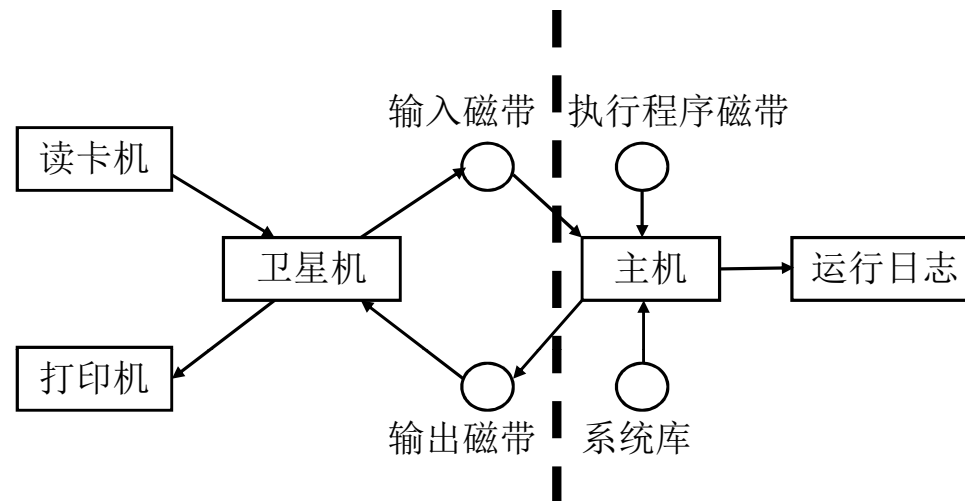 输入磁带
执行程序磁带
读卡机
卫星机
主机
运行日志
打印机
输出磁带
系统库